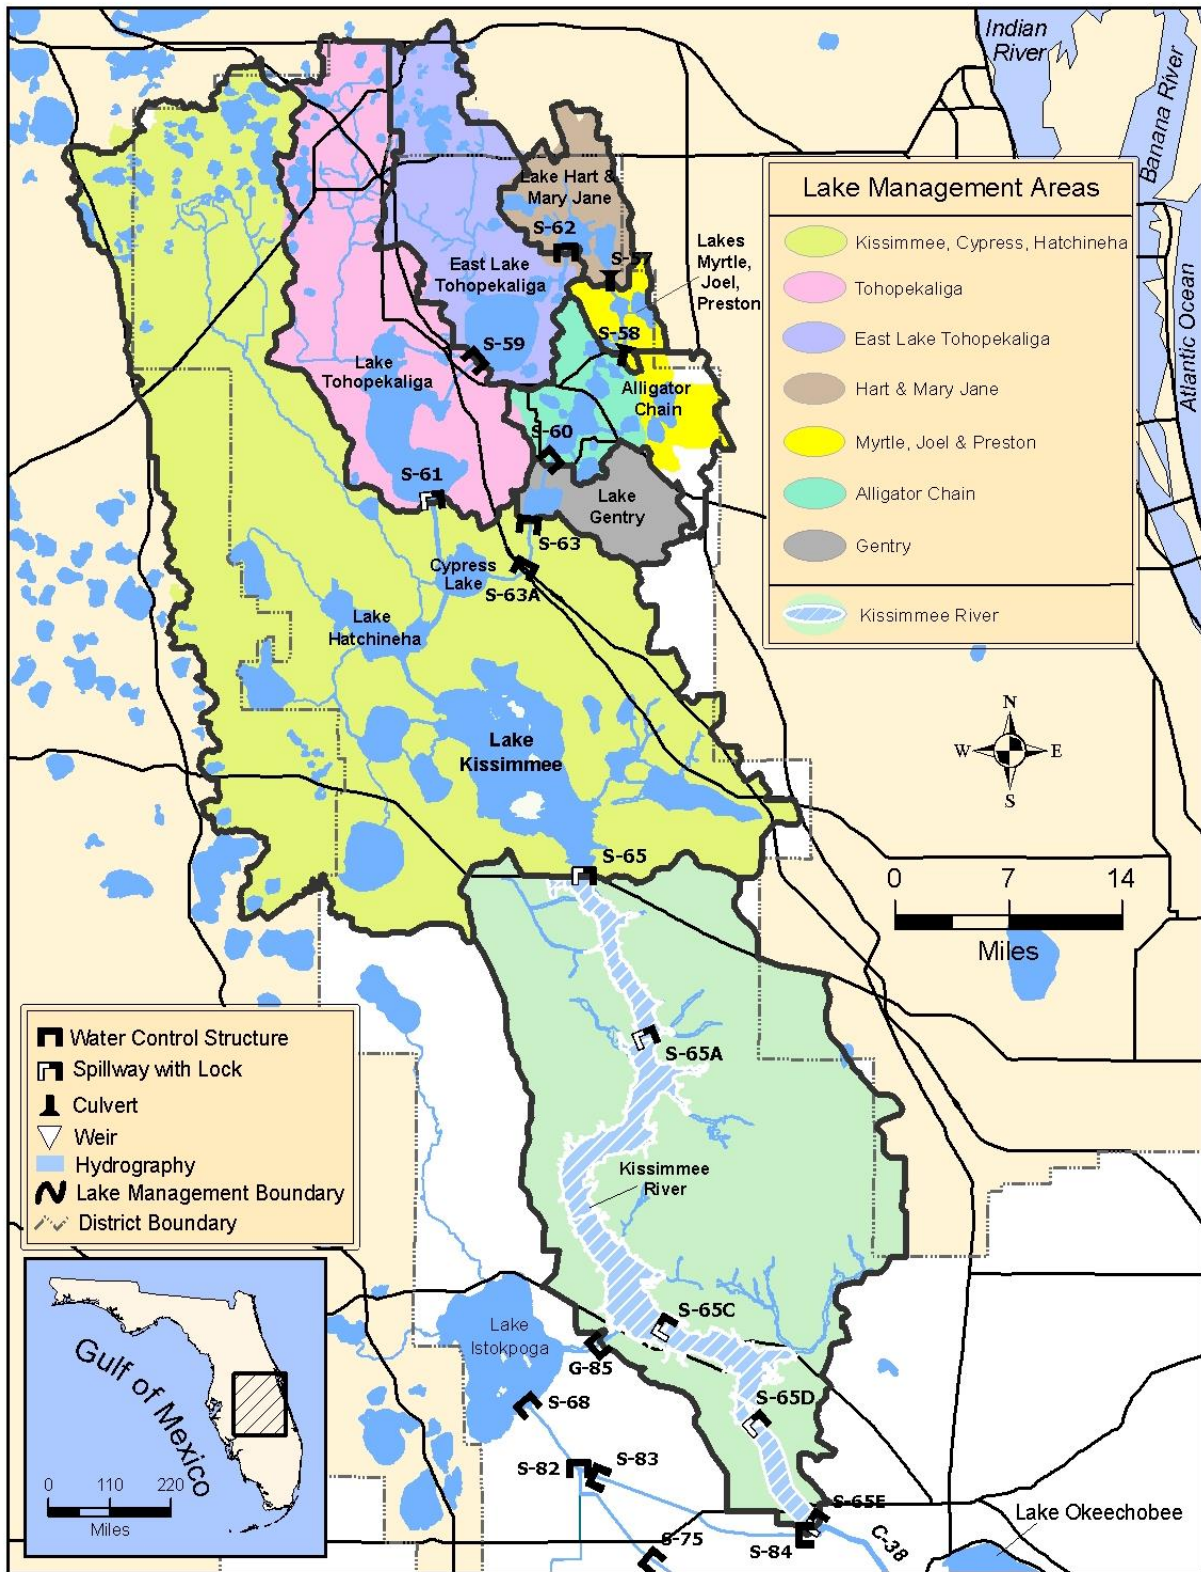 Indian
River
Banana River
Atlantic Ocean
Lake Management Areas
Kissimmee, Cypress, Hatchineha
Tohopekaliga
East Lake Tohopekaliga
Hart & Mary Jane
Myrtle, Joel & Preston
Alligator Chain
Gentry
Kissimmee River
Lake Hart &
Mary Jane
S-62
S-57
Lakes
Myrtle,
Joel,
Preston
East Lake
Tohopekaliga
S-59
S-58
Lake
Tohopekaliga
Alligator
Chain
S-60
S-61
Lake
Gentry
S-63
Cypress
Lake
S-63A
Lake
Hatchineha
Lake
Kissimmee
N
W
E
S
S-65
0
7
14
Miles
S-65A
Water Control Structure
Spillway with Lock
Culvert
Weir
Hydrography
Lake Management Boundary
District Boundary
Kissimmee
River
S-65C
Lake
Istokpoga
G-85
S-68
S-65D
S-82
S-83
S-65E
S-84
S-75
C-38
Lake Okeechobee
Gulf of Mexico
0
110
220
Miles